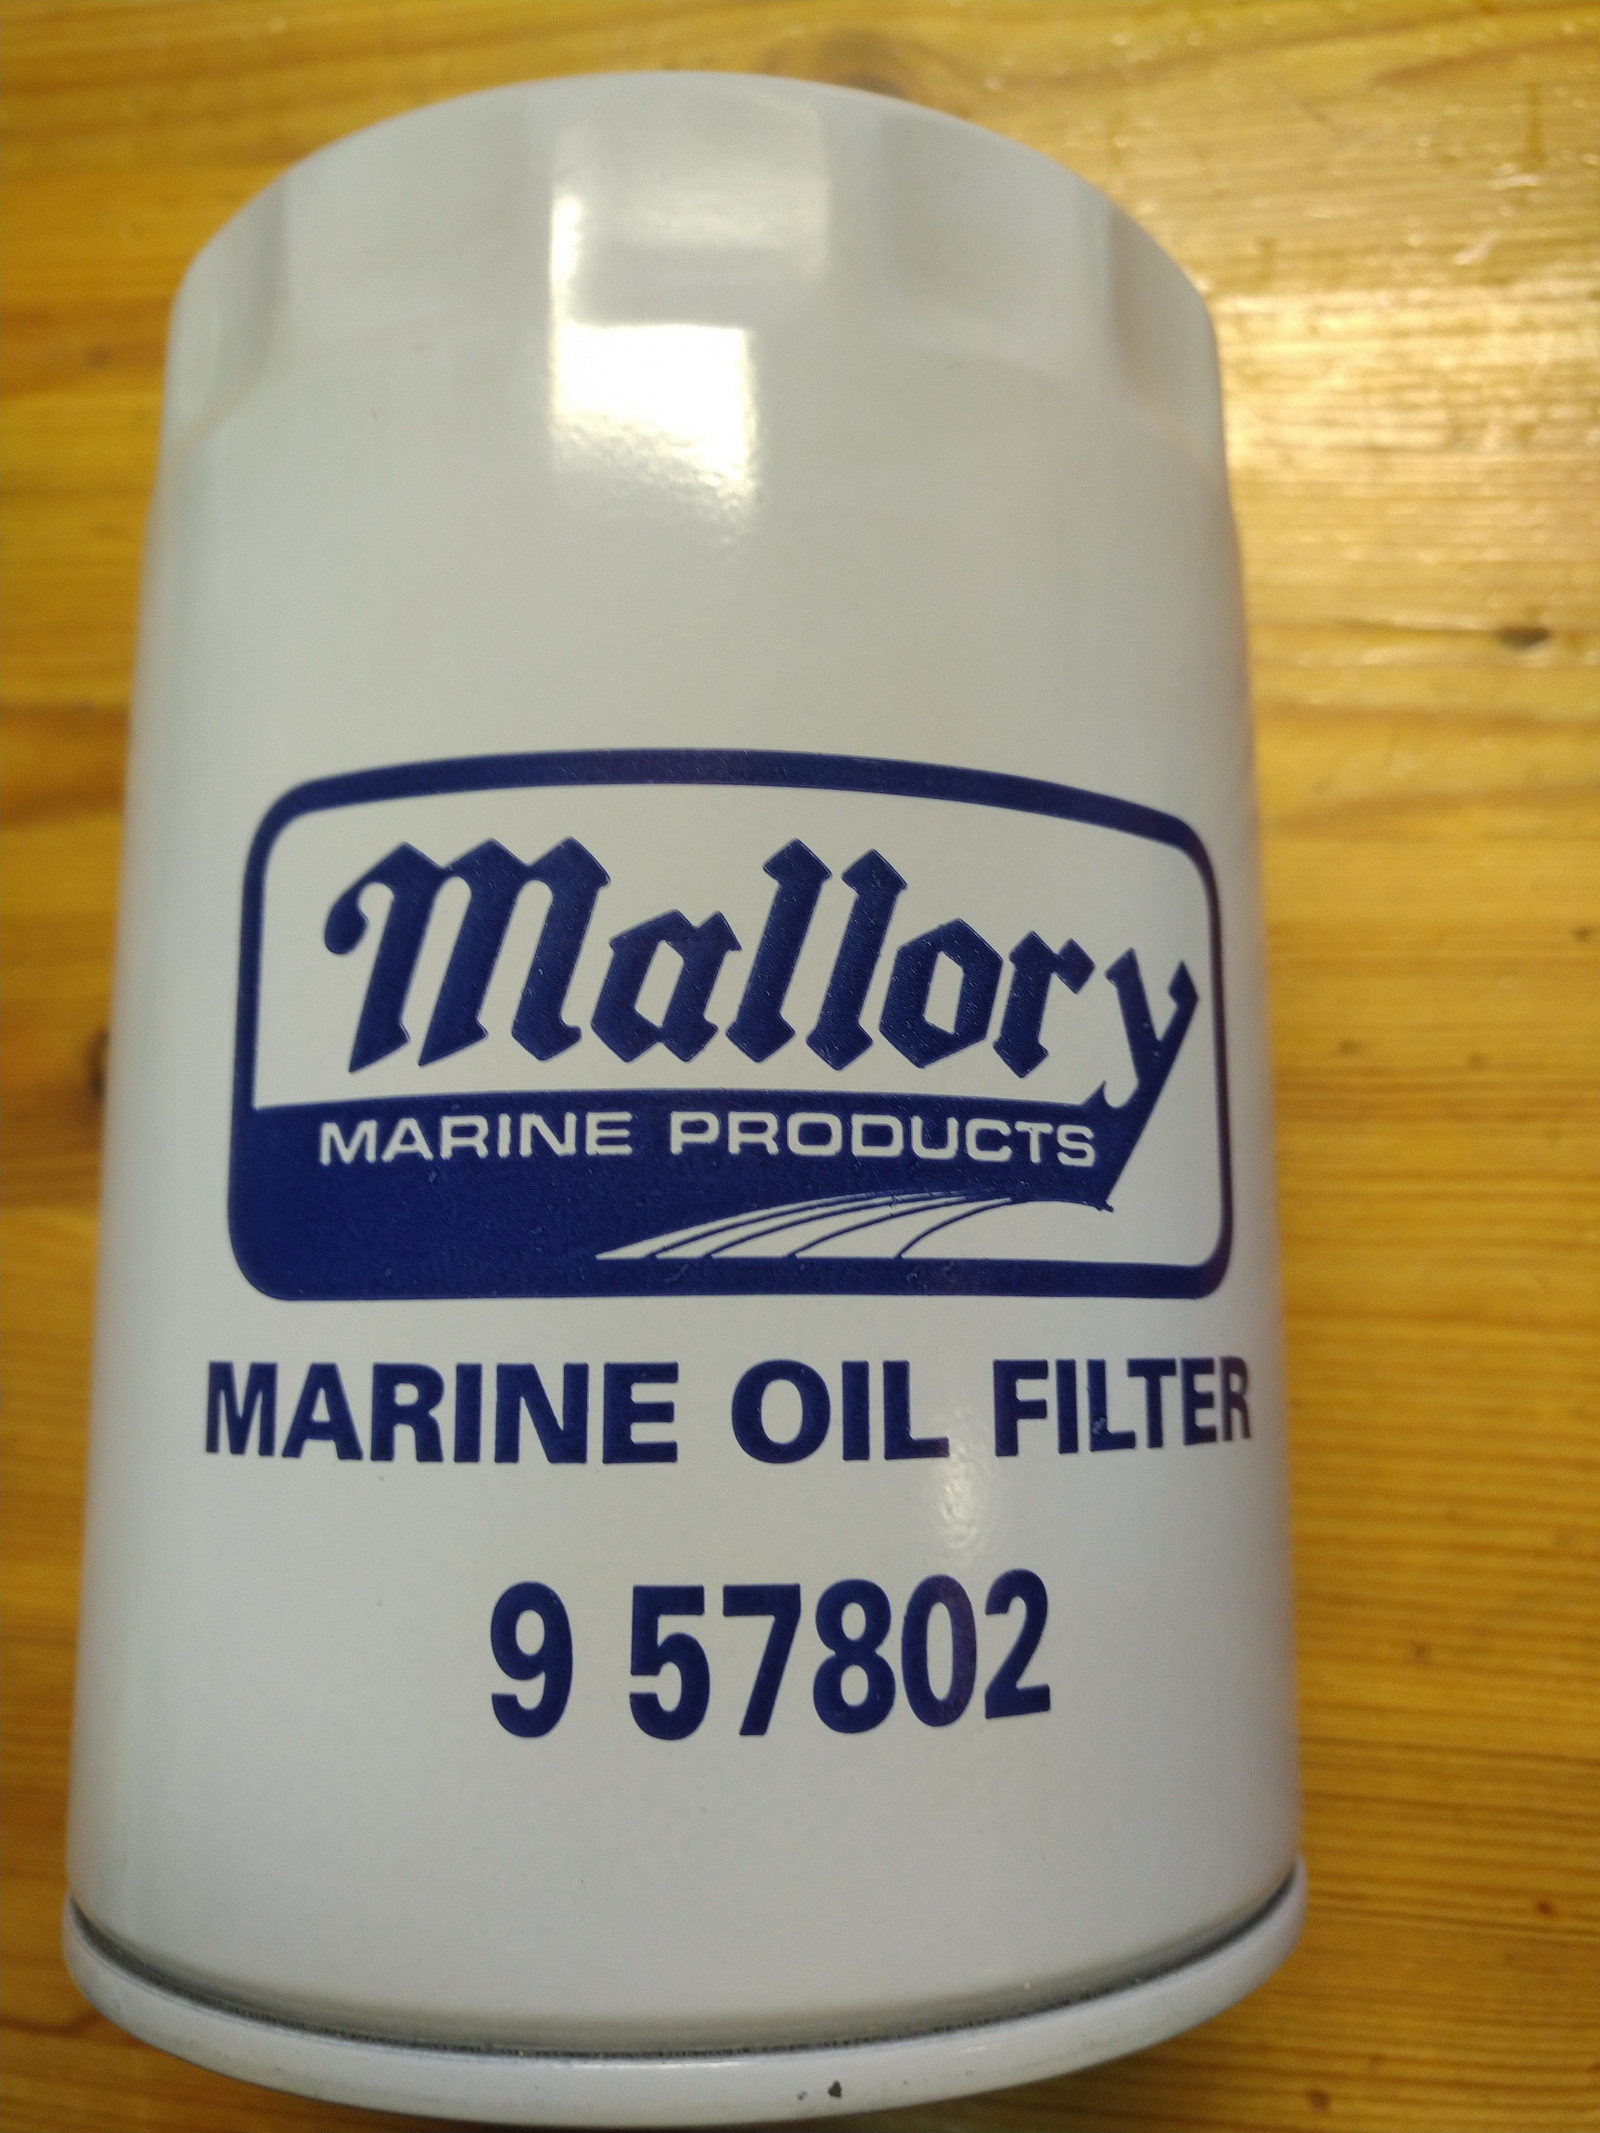 Mallory
MARINE PRODUCTS
MARINE OIL FILTER
9 57802